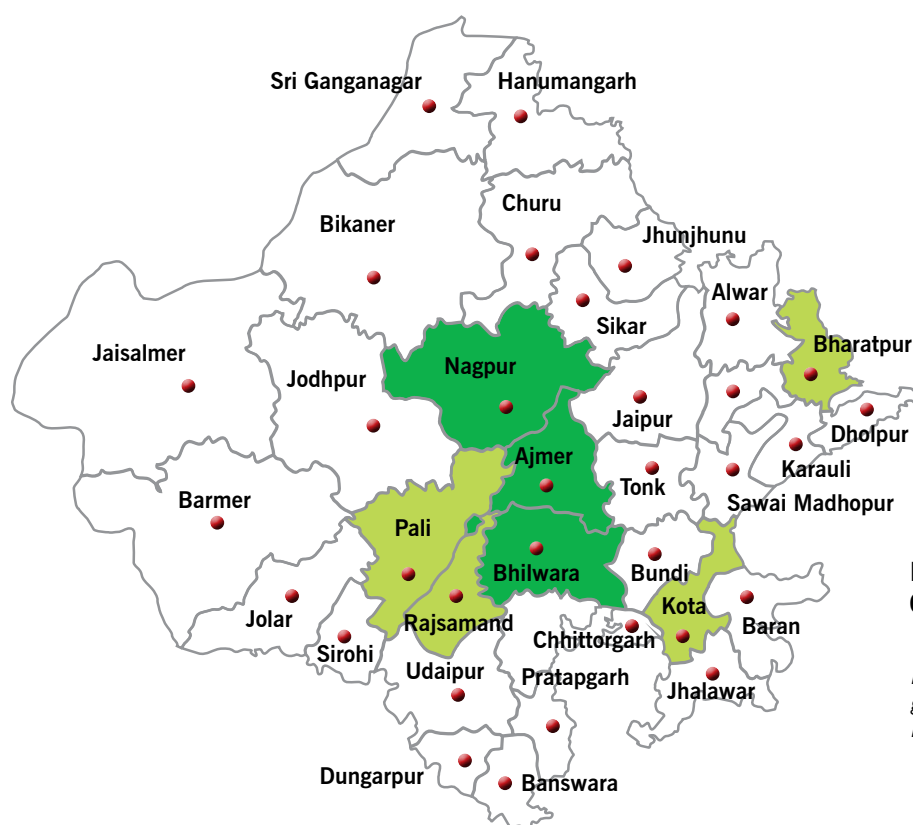 Sri Ganganagar
Hanumangarh
Churu
Bikaner
Jhunjhunu
Alwar
Sikar
Bharatpur
Jaisalmer
Nagpur
Jodhpur
Jaipur
Dholpur
Ajmer
Karauli
Tonk
Barmer
Sawai Madhopur
Pali
Bhilwara
Bundi
Kota
Jolar
Rajsamand
Baran
Chhittorgarh
Sirohi
Udaipur
Pratapgarh
Jhalawar
Dungarpur
Banswara